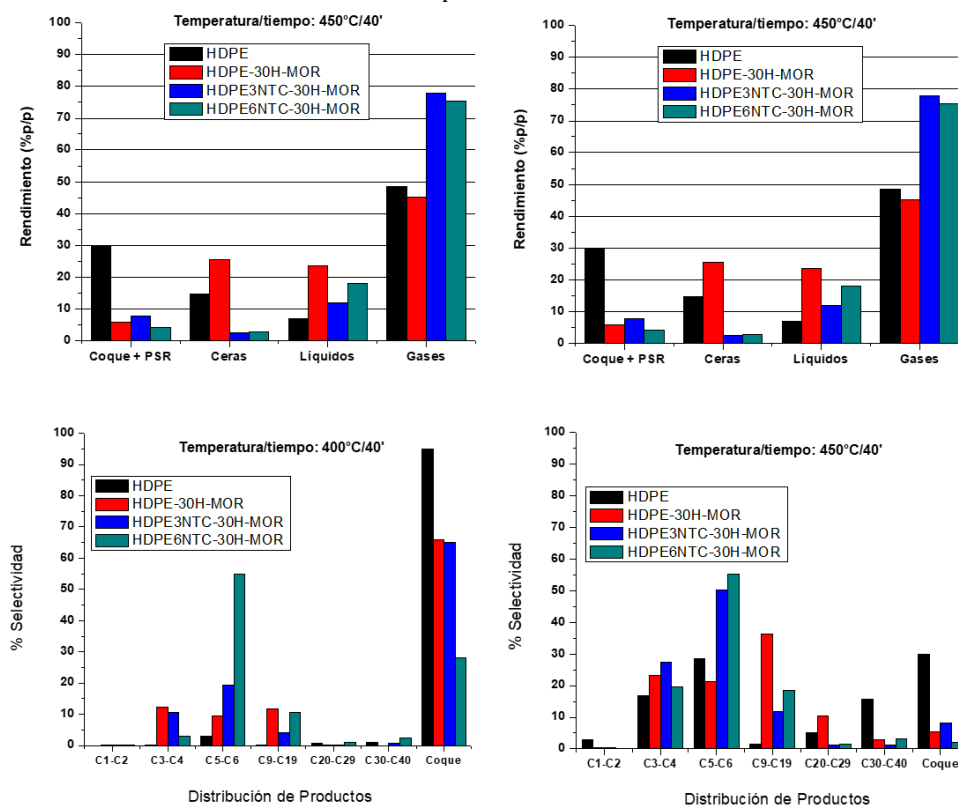 Temperatura/tiempo: 450°C/40'
HDPE
HDPE-30H-MOR
HDPE3NTC-30H-MOR
HDPE6NTC-30H-MOR
Rendimiento (%p/p)
100
90
80
70
60
50
40
30
20
10
0
Coque + PSR Ceras Líquidos Gases
Temperatura/tiempo: 450°C/40'
HDPE
HDPE-30H-MOR
HDPE3NTC-30H-MOR
HDPE6NTC-30H-MOR
Rendimiento (%p/p)
100
90
80
70
60
50
40
30
20
10
0
Coque + PSR Ceras Líquidos Gases
Temperatura/tiempo: 400°C/40'
HDPE
HDPE-30H-MOR
HDPE3NTC-30H-MOR
HDPE6NTC-30H-MOR
% Selectividad
100
90
80
70
60
50
40
30
20
10
0
C1-C2 C3-C4 C5-C6 C9-C19 C20-C29 C30-C40 Coque
Distribución de Productos
Temperatura/tiempo: 450°C/40'
HDPE
HDPE-30H-MOR
HDPE3NTC-30H-MOR
HDPE6NTC-30H-MOR
% Selectividad
100
90
80
70
60
50
40
30
20
10
0
C1-C2 C3-C4 C5-C6 C9-C19 C20-C29 C30-C40 Coque
Distribución de Productos